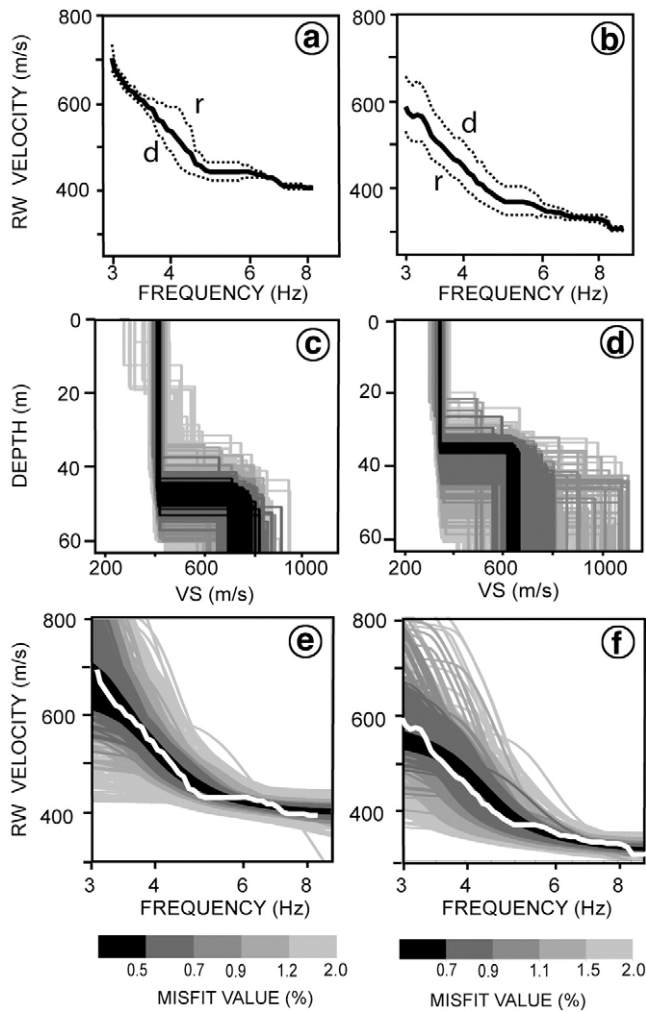 800
600
400
RW VELOCITY (m/s)
a
r
d
3 4 6 8
FREQUENCY (Hz)
800
600
400
b
d
r
3 4 6 8
FREQUENCY (Hz)
0
20
40
60
DEPTH (m)
c
200 600 1000
VS (m/s)
0
20
40
60
d
200 600 1000
VS (m/s)
800
600
400
RW VELOCITY (m/s)
e
3 4 6 8
FREQUENCY (Hz)
800
600
400
f
3 4 6 8
FREQUENCY (Hz)
0.5 0.7 0.9 1.2 2.0
MISFIT VALUE (%)
0.7 0.9 1.1 1.5 2.0
MISFIT VALUE (%)